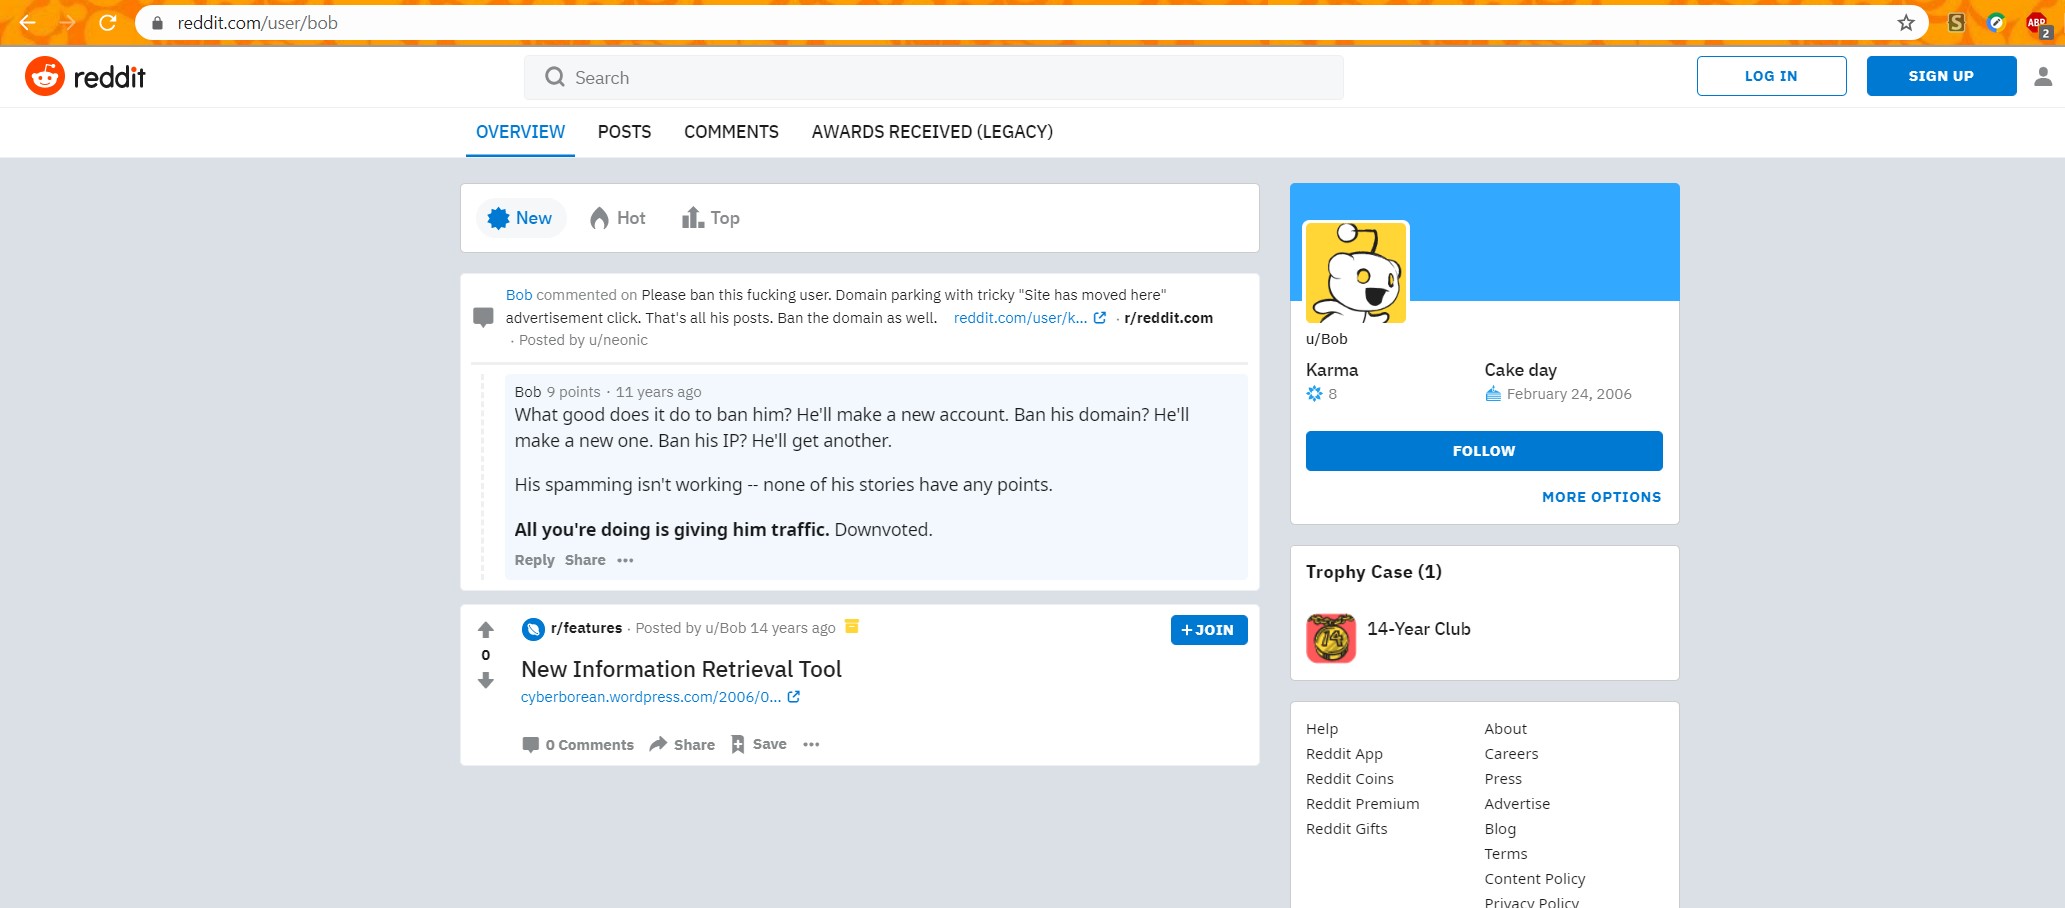 reddit.com/user/bob
ABP
2
reddit
Search
LOG IN
SIGN UP
OVERVIEW
POSTS
COMMENTS
AWARDS RECEIVED (LEGACY)
New
Hot
Top
Bob commented on Please ban this fucking user. Domain parking with tricky "Site has moved here"
advertisement click. That's all his posts. Ban the domain as well. reddit.com/user/k... · r/reddit.com
· Posted by u/neonic
Bob 9 points · 11 years ago
What good does it do to ban him? He'll make a new account. Ban his domain? He'll
make a new one. Ban his IP? He'll get another.
His spamming isn't working -- none of his stories have any points.
All you're doing is giving him traffic. Downvoted.
Reply Share •••
r/features · Posted by u/Bob 14 years ago
+ JOIN
0
New Information Retrieval Tool
cyberborean.wordpress.com/2006/0...
0 Comments Share Save •••
u/Bob
Karma
8
Cake day
February 24, 2006
FOLLOW
MORE OPTIONS
Trophy Case (1)
14
14-Year Club
Help
Reddit App
Reddit Coins
Reddit Premium
Reddit Gifts
About
Careers
Press
Advertise
Blog
Terms
Content Policy
Privacy Policy